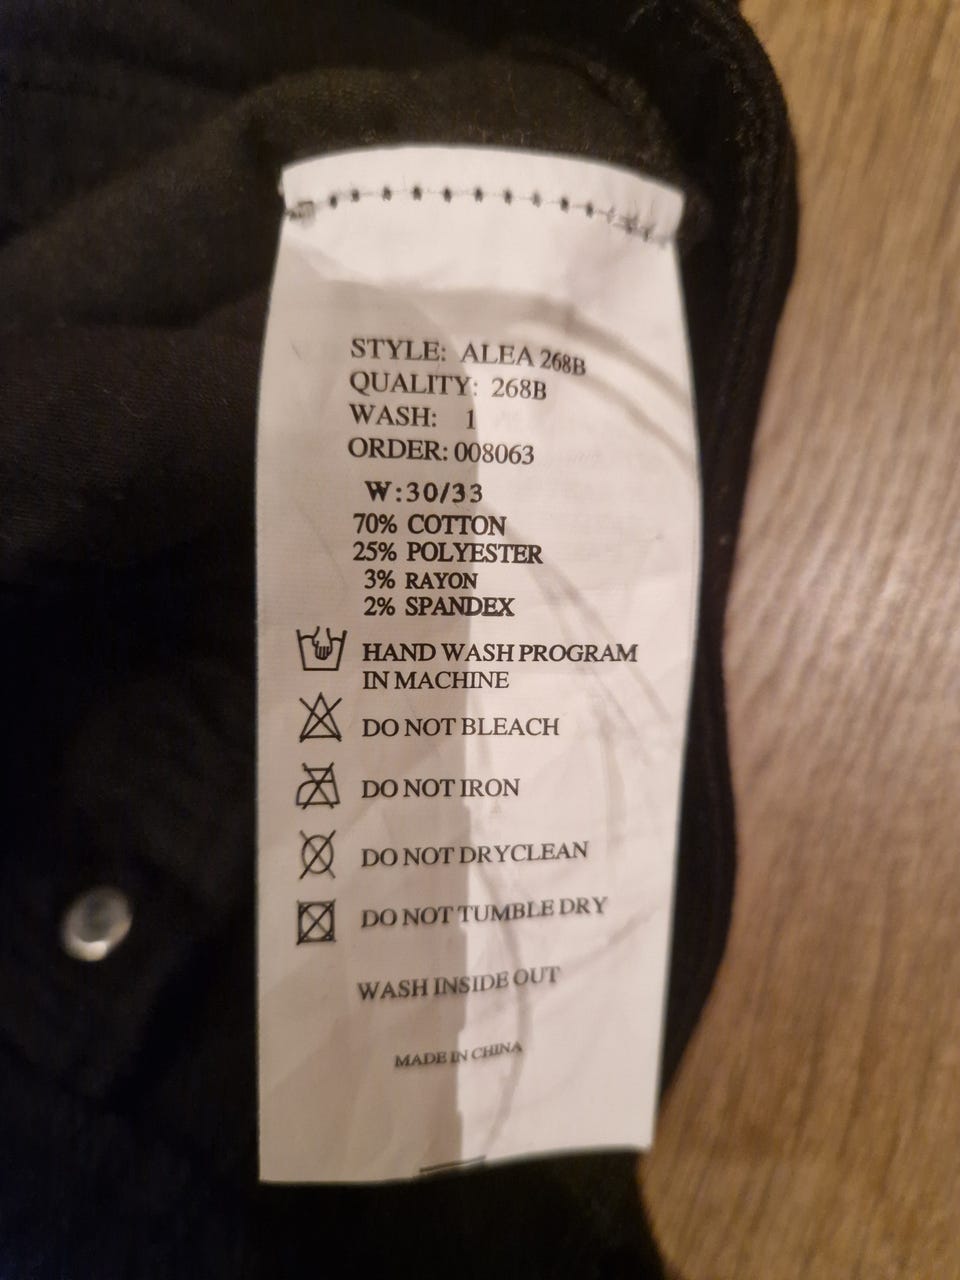 STYLE: ALEA 268B
QUALITY: 268B
WASH: 1
ORDER: 008063
W:30/33
70% COTTON
25% POLYESTER
3% RAYON
2% SPANDEX
HAND WASH PROGRAM
IN MACHINE
DO NOT BLEACH
DO NOT IRON
DO NOT DRYCLEAN
DO NOT TUMBLE DRY
WASH INSIDE OUT
MADE IN CHINA